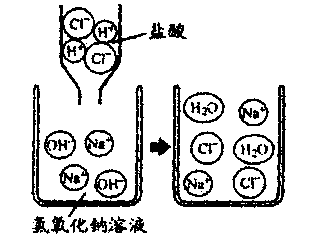 Cl⁻ H⁺
H⁺ Cl⁻
盐酸
OH⁻ Na⁺
Na⁺ OH⁻
氢氧化钠溶液
H₂O Na⁺
Cl⁻ H₂O
Na⁺ Cl⁻